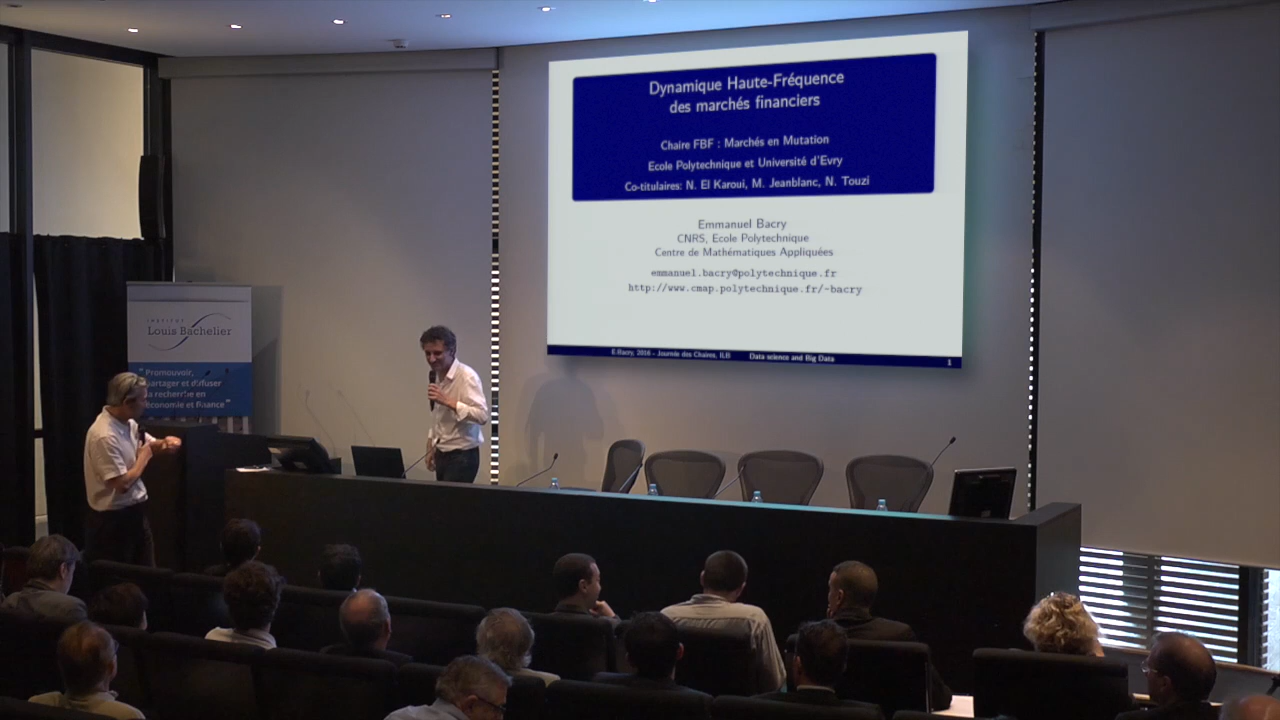 Dynamique Haute-Fréquence
des marchés financiers
Chaire FBF : Marchés en Mutation
Ecole Polytechnique et Université d'Evry
Co-titulaires: N. El Karoui, M. Jeanblanc, N. Touzi
Emmanuel Bacry
CNRS, Ecole Polytechnique
Centre de Mathématiques Appliquées
emmanuel.bacry@polytechnique.fr
http://www.cmap.polytechnique.fr/~bacry
E.Bacry, 2016 - Journée des Chaires, ILB Data science and Big Data 1
INSTITUT
Louis Bachelier
" Promouvoir,
partager et diffuser
la recherche en
économie et finance "